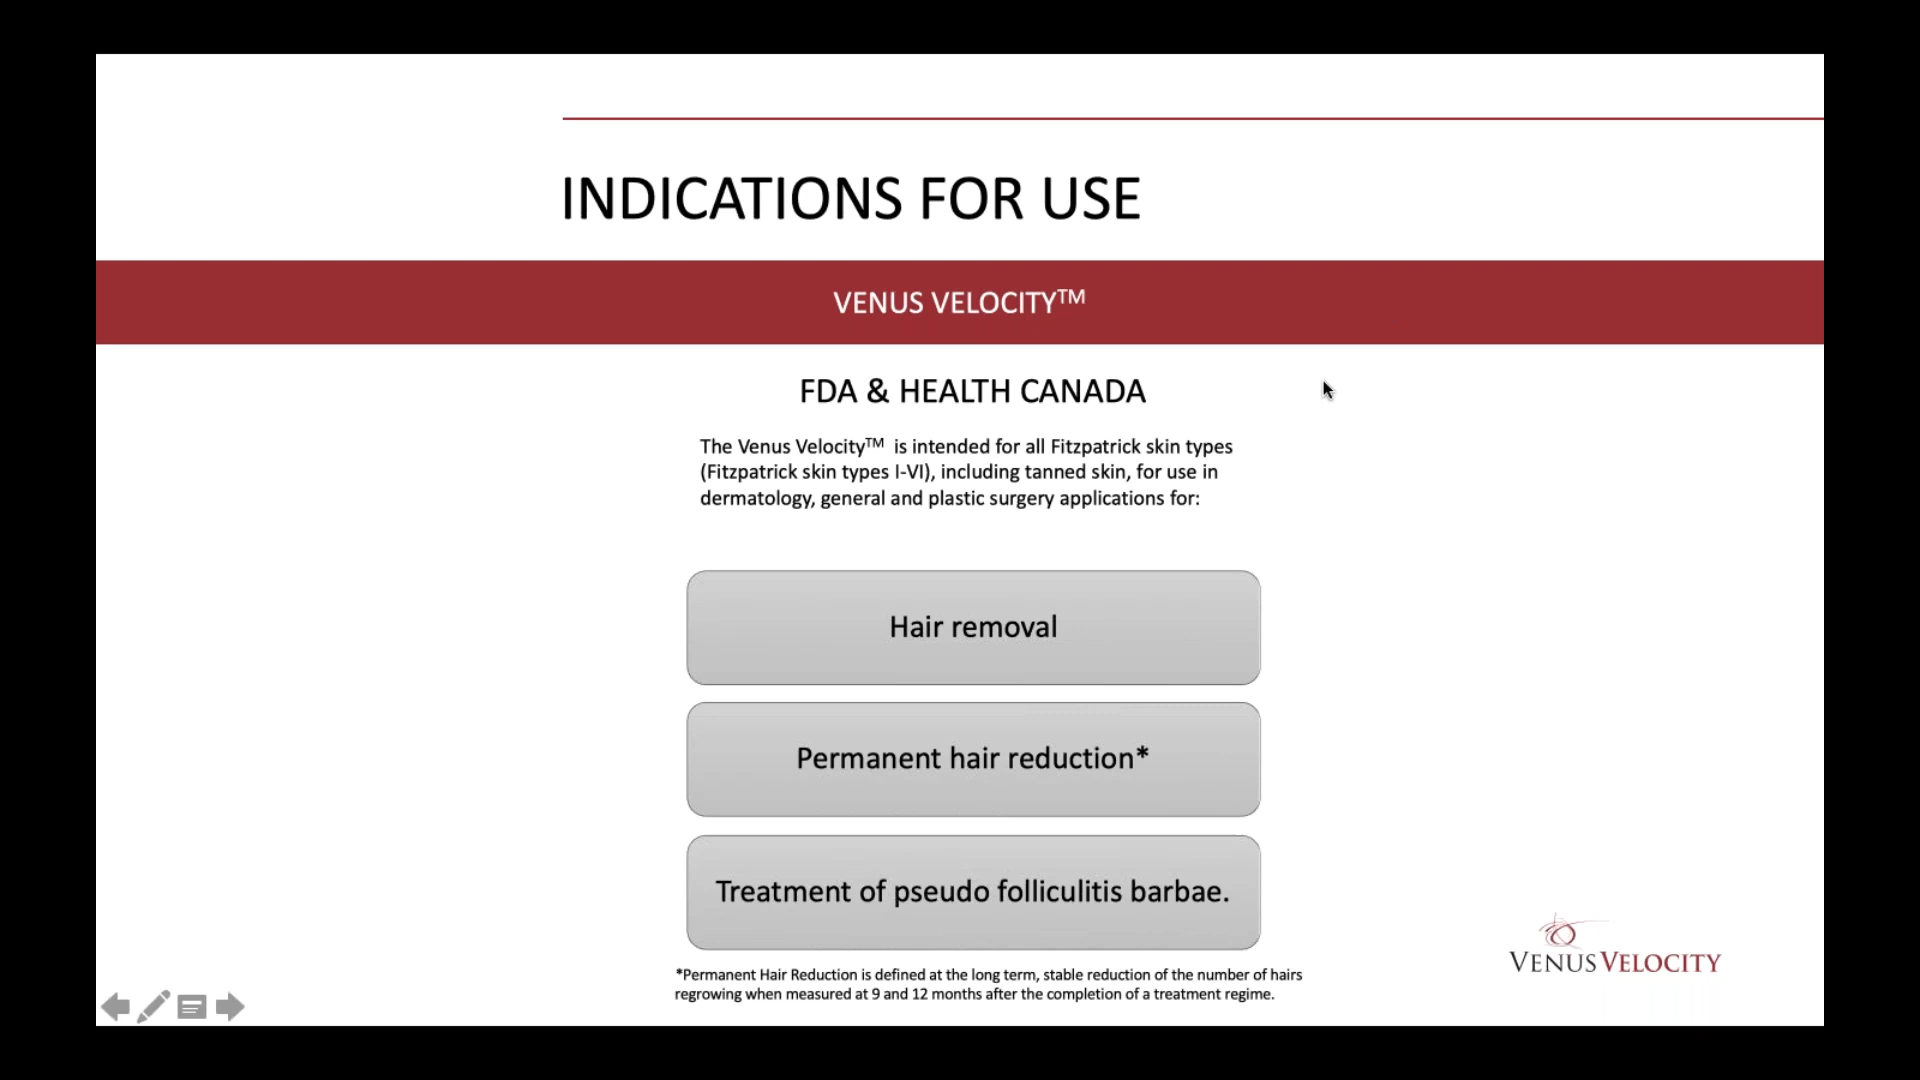 INDICATIONS FOR USE
VENUS VELOCITY™
FDA & HEALTH CANADA
The Venus Velocity™ is intended for all Fitzpatrick skin types
(Fitzpatrick skin types I-VI), including tanned skin, for use in
dermatology, general and plastic surgery applications for:
Hair removal
Permanent hair reduction*
Treatment of pseudo folliculitis barbae.
*Permanent Hair Reduction is defined at the long term, stable reduction of the number of hairs
regrowing when measured at 9 and 12 months after the completion of a treatment regime.
VENUS VELOCITY